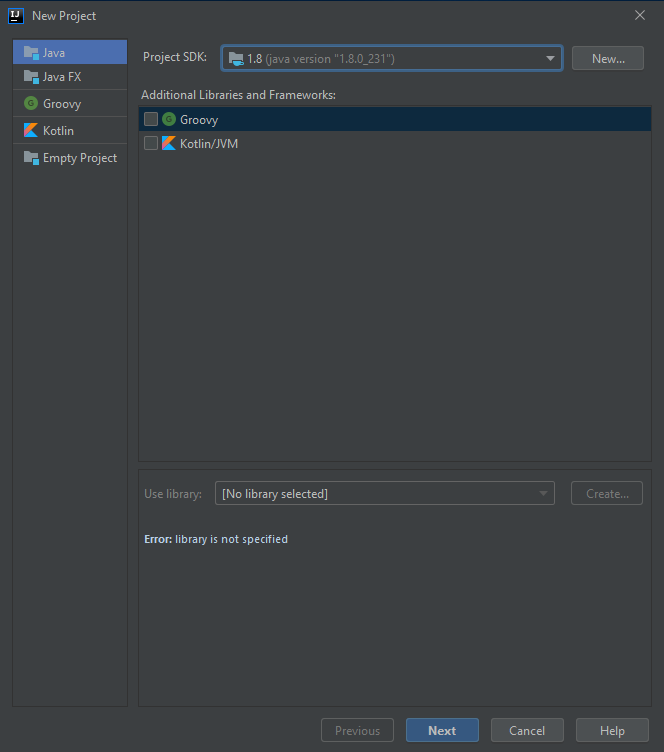 IJ
New Project
Java
Java FX
Groovy
Kotlin
Empty Project
Project SDK:
1.8 (java version "1.8.0_231")
New...
Additional Libraries and Frameworks:
G Groovy
Kotlin/JVM
Use library:
[No library selected]
Create...
Error: library is not specified
Previous
Next
Cancel
Help